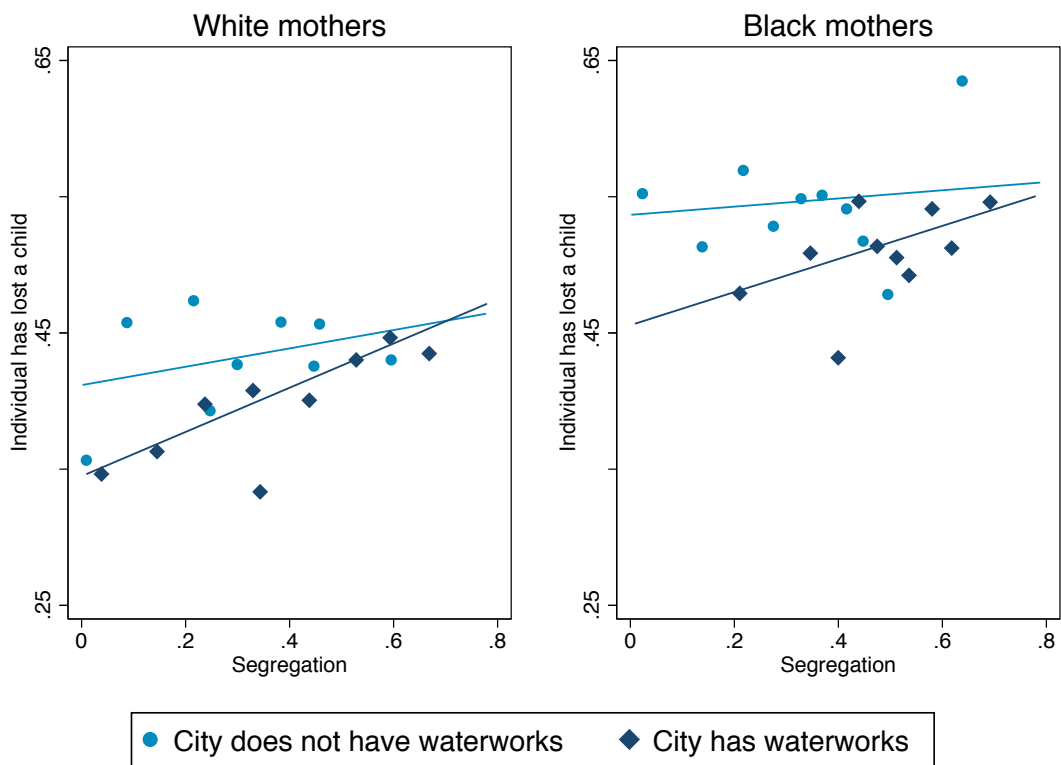 White mothers
Individual has lost a child
.65
.45
.25
0 .2 .4 .6 .8
Segregation
Black mothers
Individual has lost a child
.65
.45
.25
0 .2 .4 .6 .8
Segregation
City does not have waterworks
City has waterworks